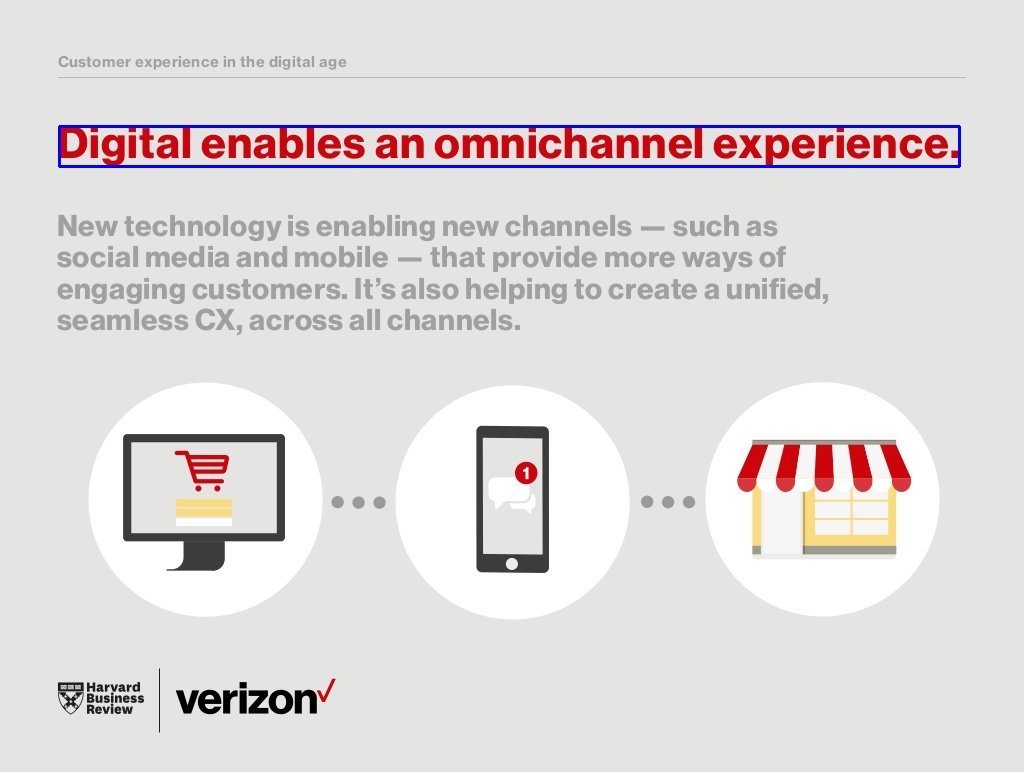 Customer experience in the digital age
Digital enables an omnichannel experience.
New technology is enabling new channels — such as
social media and mobile — that provide more ways of
engaging customers. It’s also helping to create a unified,
seamless CX, across all channels.
1
Harvard
Business
Review
verizon✓